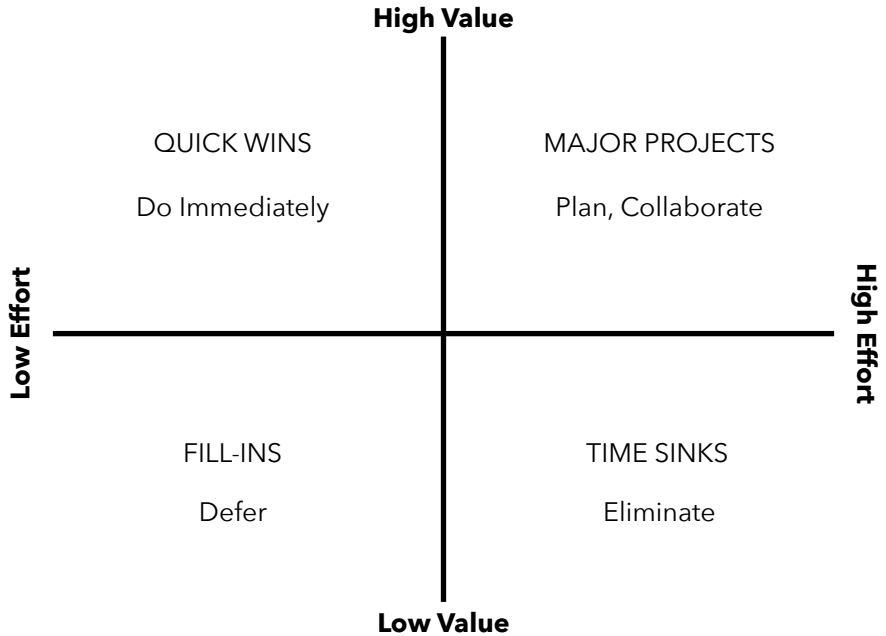 High Value
QUICK WINS
Do Immediately
MAJOR PROJECTS
Plan, Collaborate
Low Effort
High Effort
FILL-INS
Defer
TIME SINKS
Eliminate
Low Value